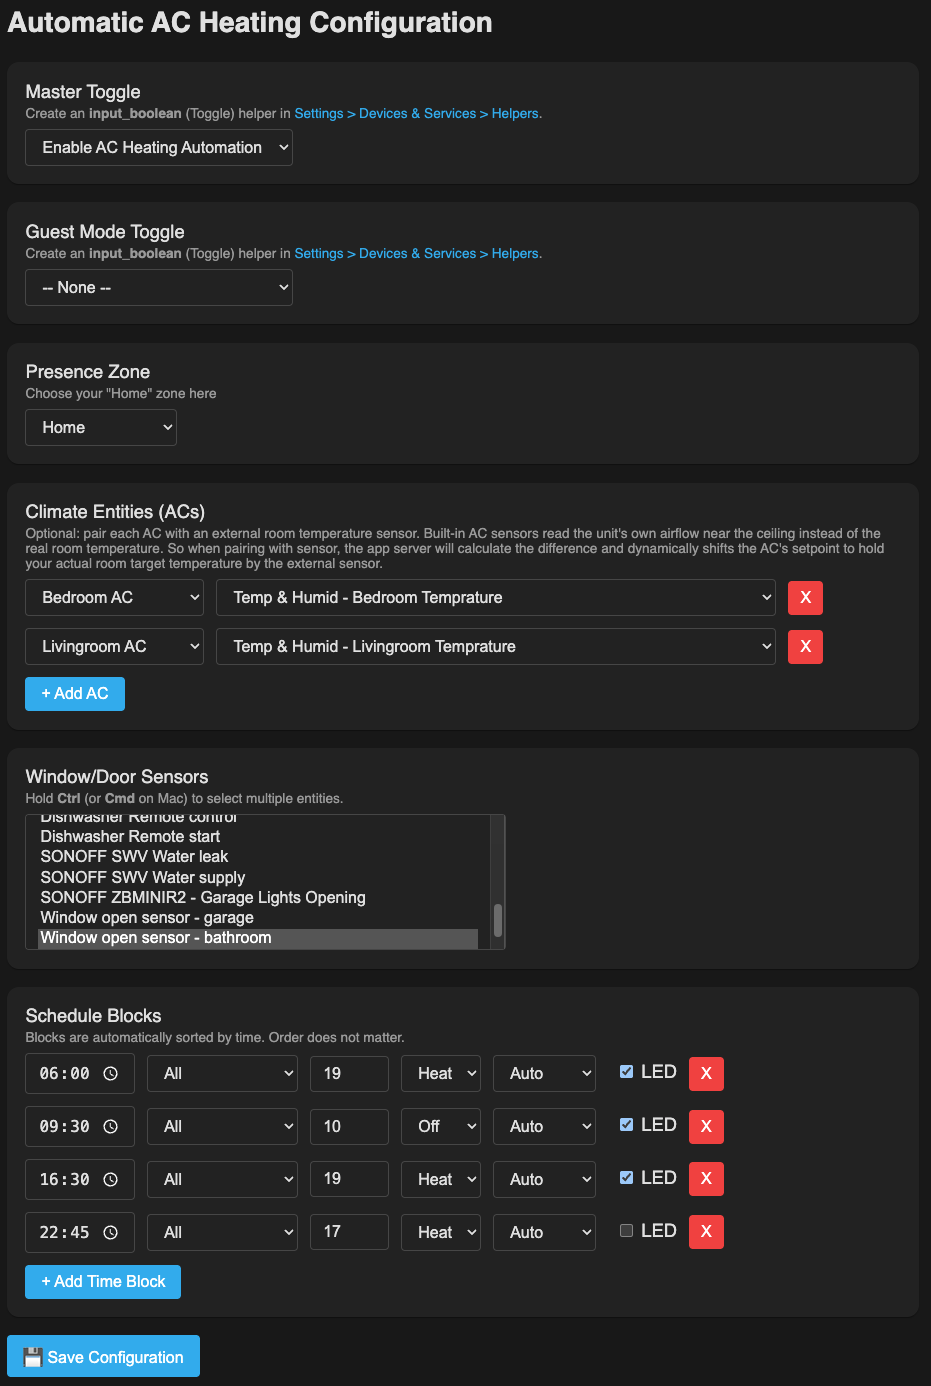 Automatic AC Heating Configuration
Master Toggle
Create an input_boolean (Toggle) helper in Settings > Devices & Services > Helpers.
Enable AC Heating Automation
Guest Mode Toggle
Create an input_boolean (Toggle) helper in Settings > Devices & Services > Helpers.
-- None --
Presence Zone
Choose your "Home" zone here
Home
Climate Entities (ACs)
Optional: pair each AC with an external room temperature sensor. Built-in AC sensors read the unit's own airflow near the ceiling instead of the
real room temperature. So when pairing with sensor, the app server will calculate the difference and dynamically shifts the AC's setpoint to hold
your actual room target temperature by the external sensor.
Bedroom AC Temp & Humid - Bedroom Temprature X
Livingroom AC Temp & Humid - Livingroom Temprature X
+ Add AC
Window/Door Sensors
Hold Ctrl (or Cmd on Mac) to select multiple entities.
Dishwasher Remote control
Dishwasher Remote start
SONOFF SWV Water leak
SONOFF SWV Water supply
SONOFF ZBMINIR2 - Garage Lights Opening
Window open sensor - garage
Window open sensor - bathroom
Schedule Blocks
Blocks are automatically sorted by time. Order does not matter.
06:00 All 19 Heat Auto LED X
09:30 All 10 Off Auto LED X
16:30 All 19 Heat Auto LED X
22:45 All 17 Heat Auto LED X
+ Add Time Block
Save Configuration